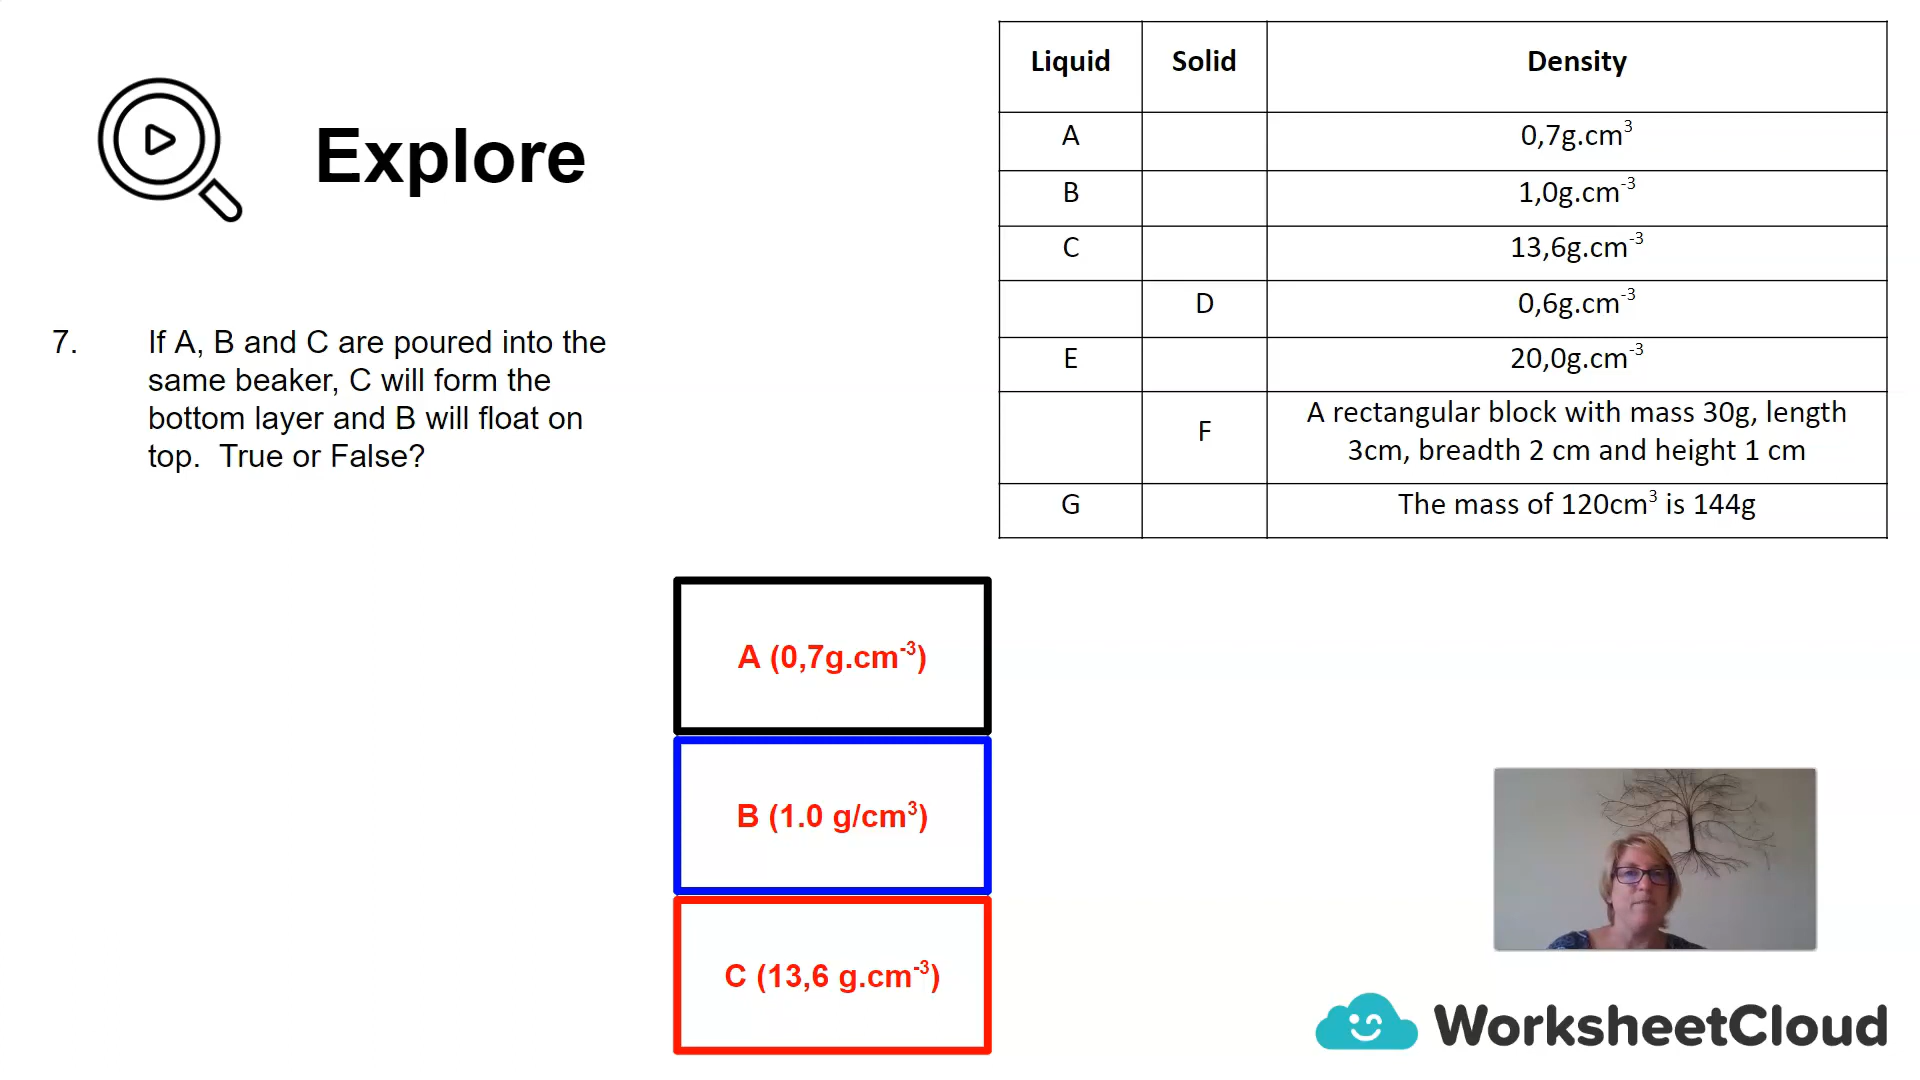 Explore
7. If A, B and C are poured into the
same beaker, C will form the
bottom layer and B will float on
top. True or False?
Liquid Solid Density
A 0,7g.cm³
B 1,0g.cm⁻³
C 13,6g.cm⁻³
D 0,6g.cm⁻³
E 20,0g.cm⁻³
F A rectangular block with mass 30g, length
3cm, breadth 2 cm and height 1 cm
G The mass of 120cm³ is 144g
A (0,7g.cm⁻³)
B (1.0 g/cm³)
C (13,6 g.cm⁻³)
WorksheetCloud